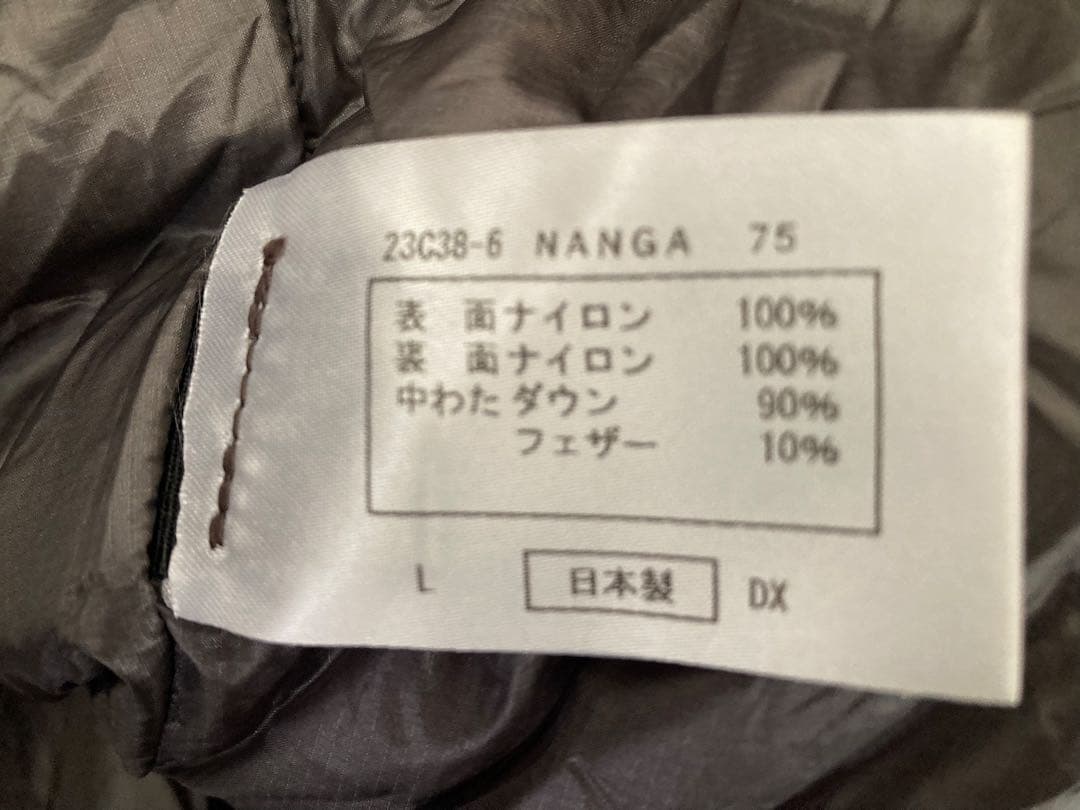 23C38-6 NANGA 75
表 面ナイロン 100%
裏 面ナイロン 100%
中わたダウン 90%
フェザー 10%
L 日本製 DX